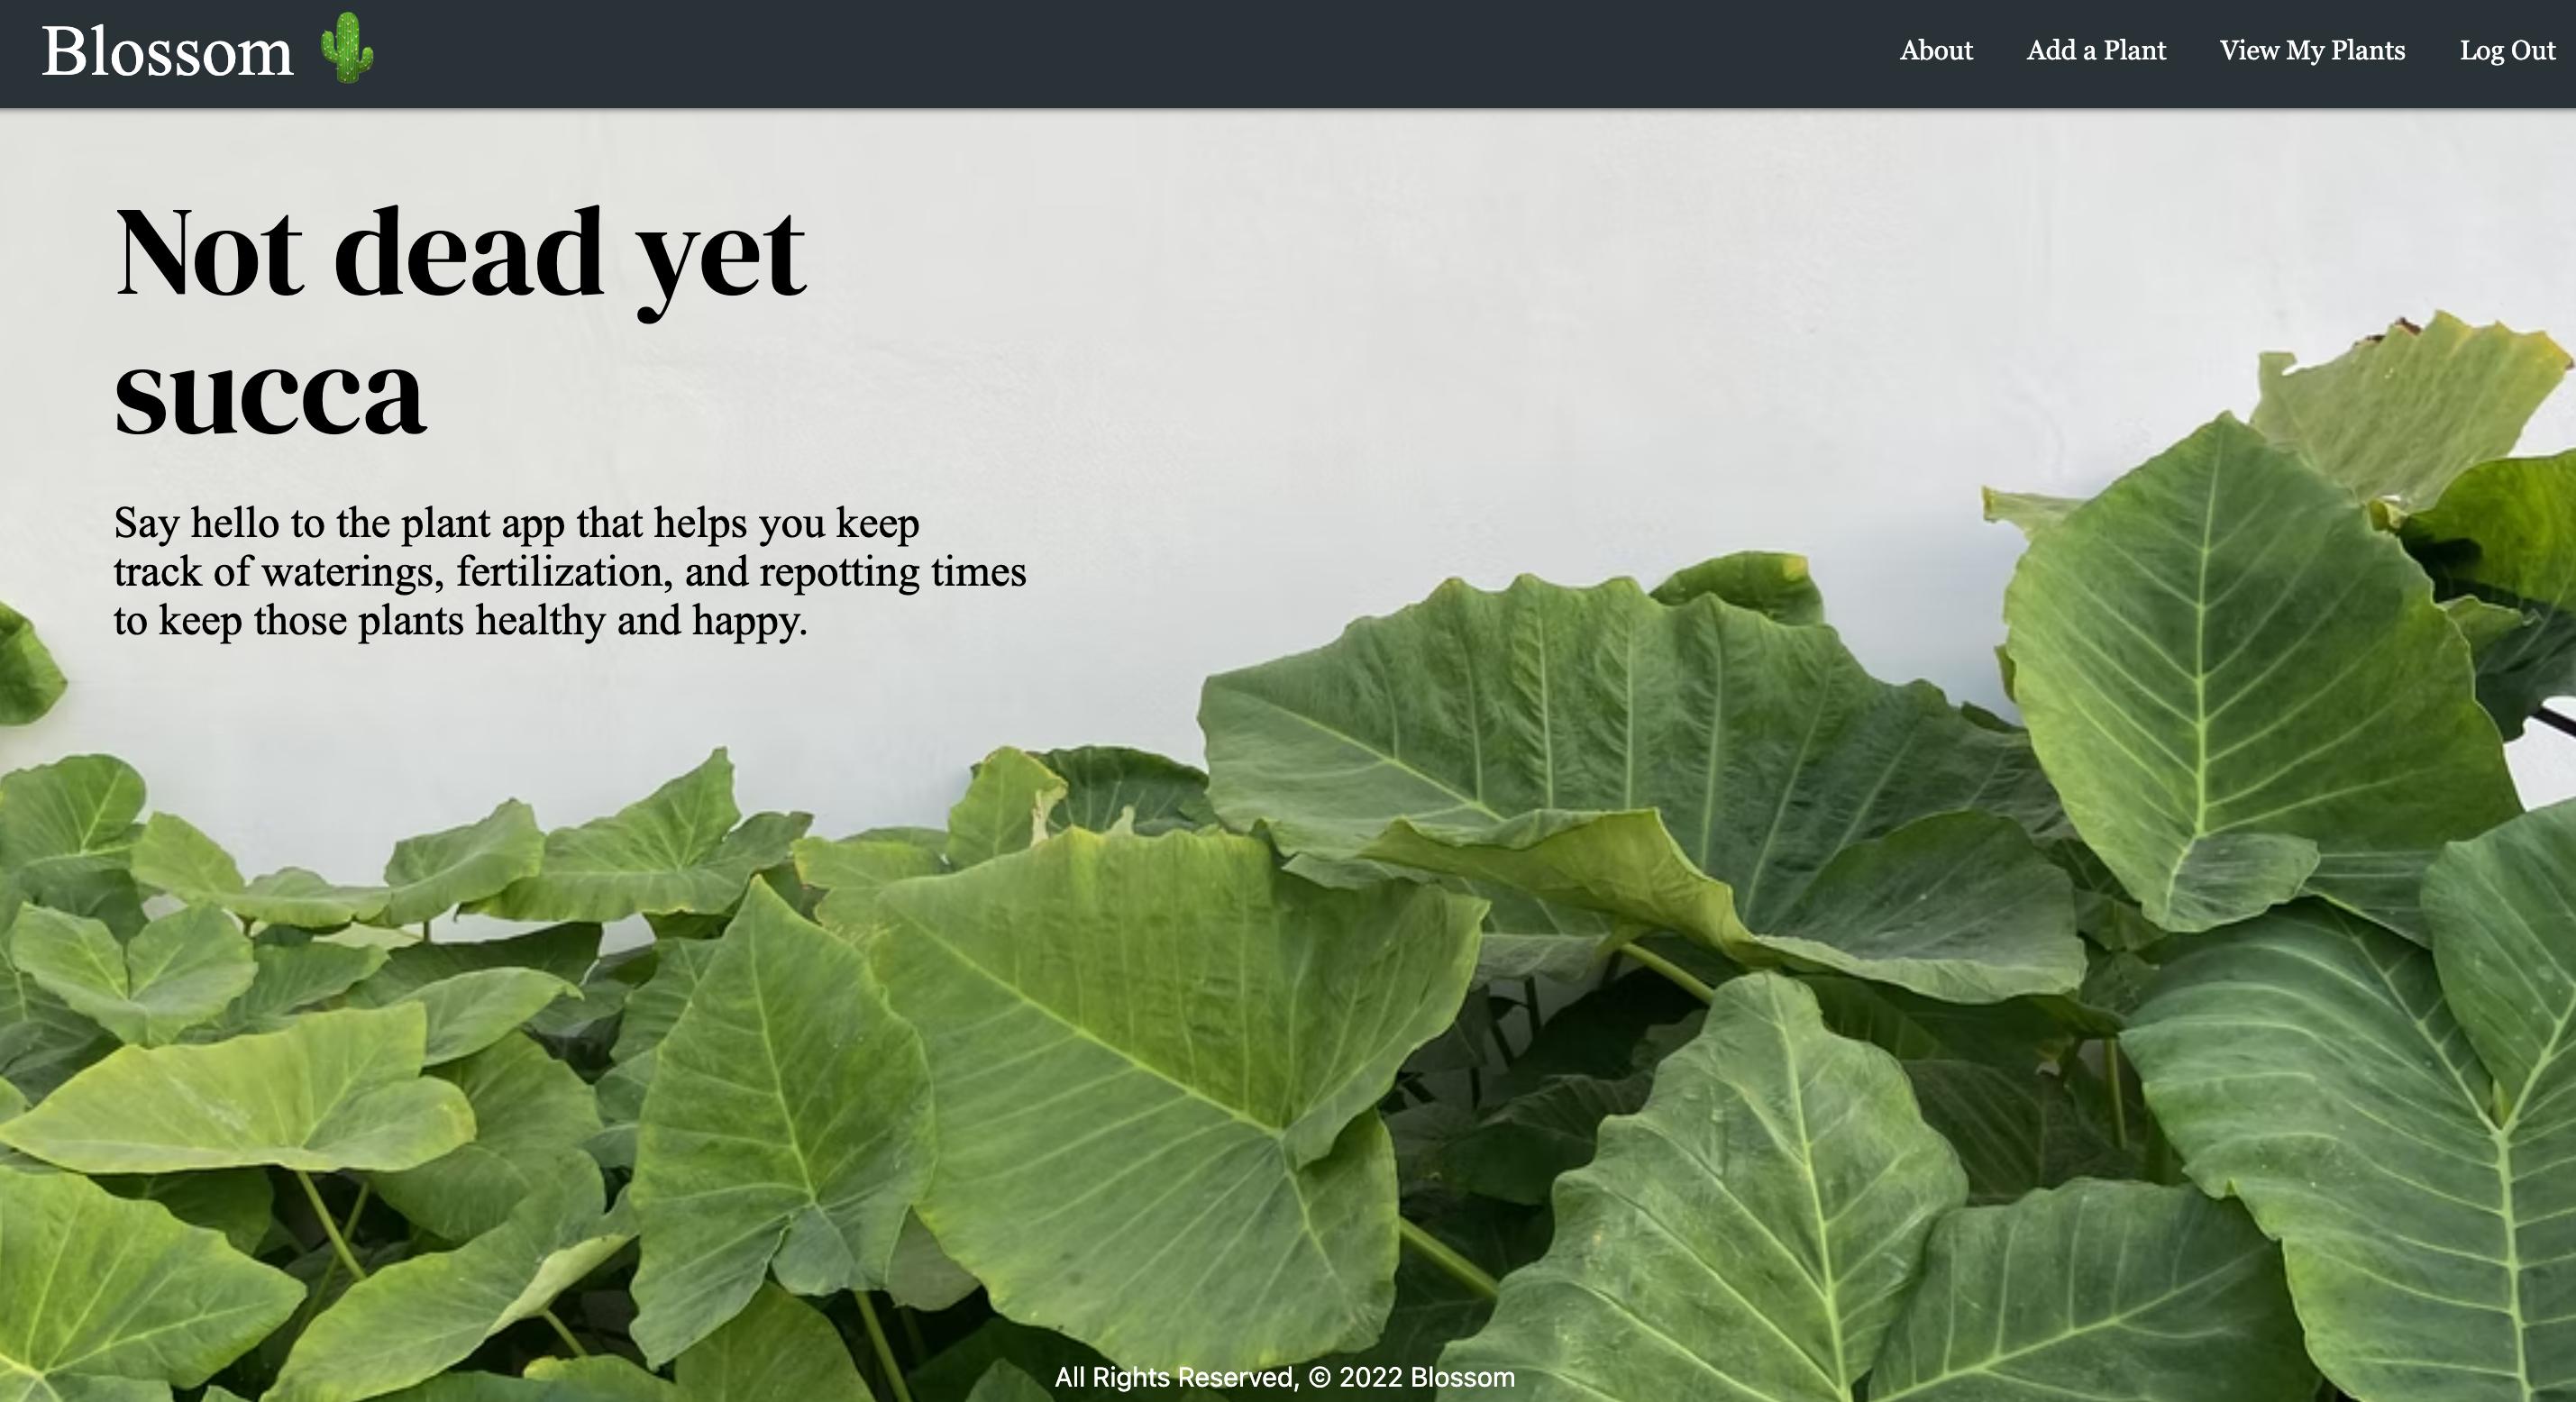 Blossom
About
Add a Plant
View My Plants
Log Out
Not dead yet
succa
Say hello to the plant app that helps you keep
track of waterings, fertilization, and repotting times
to keep those plants healthy and happy.
All Rights Reserved, © 2022 Blossom